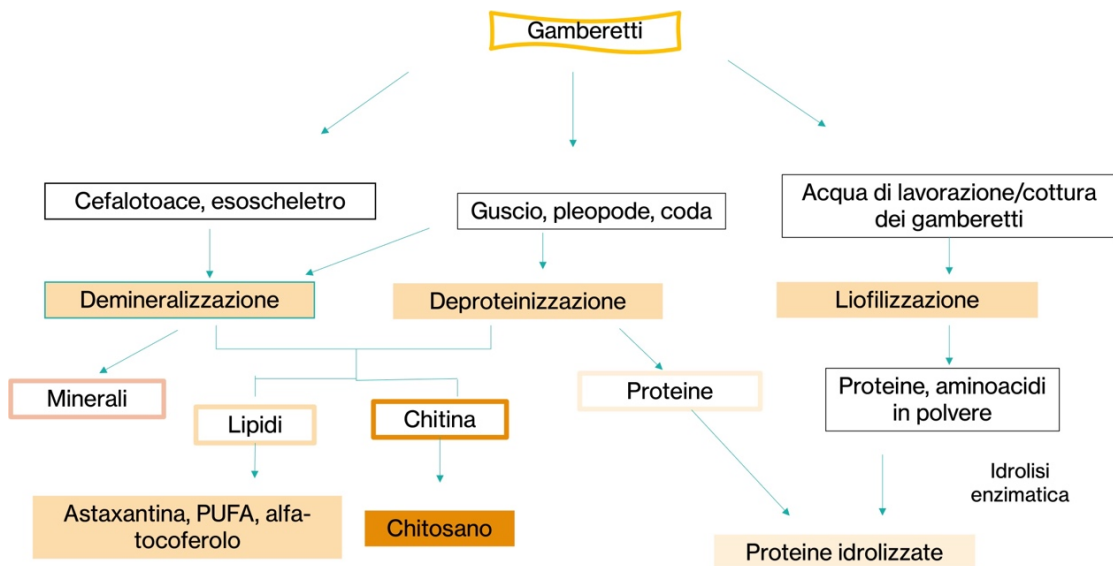 Gamberetti
Cefalotoace, esoscheletro
Guscio, pleopode, coda
Acqua di lavorazione/cottura
dei gamberetti
Demineralizzazione
Deproteinizzazione
Liofilizzazione
Minerali
Lipidi
Chitina
Proteine
Proteine, aminoacidi
in polvere
Idrolisi
enzimatica
Astaxantina, PUFA, alfa-
tocoferolo
Chitosano
Proteine idrolizzate